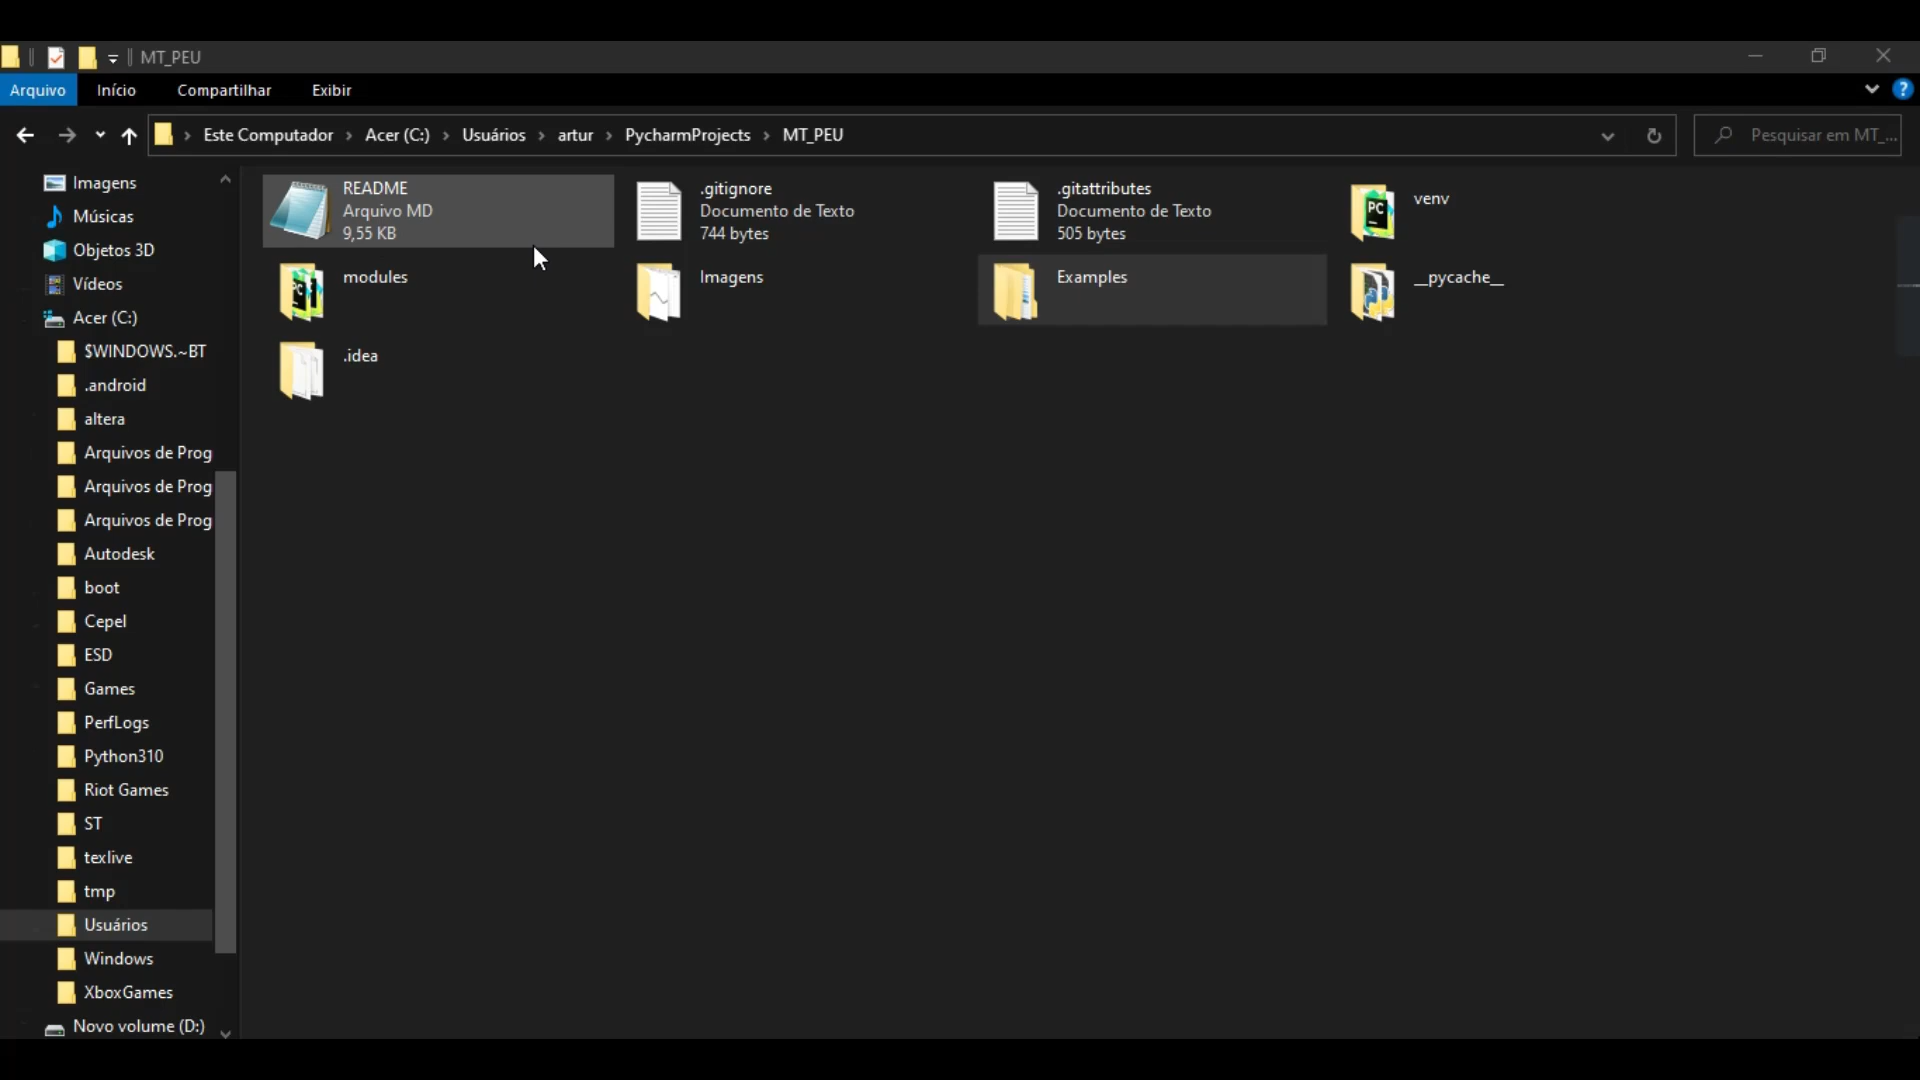 MT_PEU
Arquivo Início Compartilhar Exibir
Este Computador › Acer (C:) › Usuários › artur › PycharmProjects › MT_PEU
Pesquisar em MT_...
Imagens
Músicas
Objetos 3D
Vídeos
Acer (C:)
$WINDOWS.~BT
.android
altera
Arquivos de Prog
Arquivos de Prog
Arquivos de Prog
Autodesk
boot
Cepel
ESD
Games
PerfLogs
Python310
Riot Games
ST
texlive
tmp
Usuários
Windows
XboxGames
Novo volume (D:)
README
Arquivo MD
9,55 KB
.gitignore
Documento de Texto
744 bytes
.gitattributes
Documento de Texto
505 bytes
venv
modules
Imagens
Examples
__pycache__
.idea